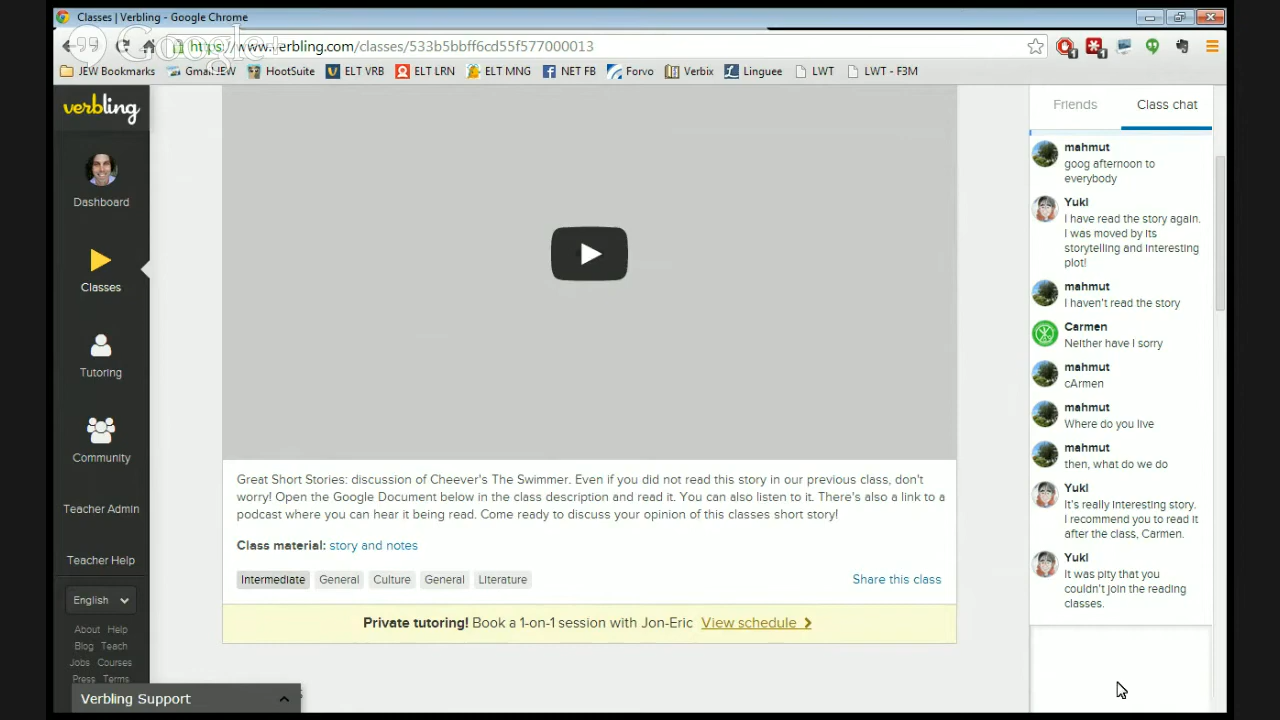 Classes | Verbling - Google Chrome
Google+
https://www.verbling.com/classes/533b5bbff6cd55f577000013
JEW Bookmarks Gmail JEW HootSuite ELT VRB ELT LRN ELT MNG NET FB Forvo Verbix Linguee LWT LWT - F3M
verbling
Dashboard
Classes
Tutoring
Community
Teacher Admin
Teacher Help
English
About Help
Blog Teach
Jobs Courses
Press Terms
Verbling Support
Great Short Stories: discussion of Cheever's The Swimmer. Even if you did not read this story in our previous class, don't
worry! Open the Google Document below in the class description and read it. You can also listen to it. There's also a link to a
podcast where you can hear it being read. Come ready to discuss your opinion of this classes short story!
Class material: story and notes
Intermediate General Culture General Literature
Share this class
Private tutoring! Book a 1-on-1 session with Jon-Eric View schedule
Friends Class chat
mahmut
goog afternoon to
everybody
Yuki
I have read the story again.
I was moved by its
storytelling and interesting
plot!
mahmut
I haven't read the story
Carmen
Neither have I sorry
mahmut
cArmen
mahmut
Where do you live
mahmut
then, what do we do
Yuki
It's really interesting story.
I recommend you to read it
after the class, Carmen.
Yuki
It was pity that you
couldn't join the reading
classes.